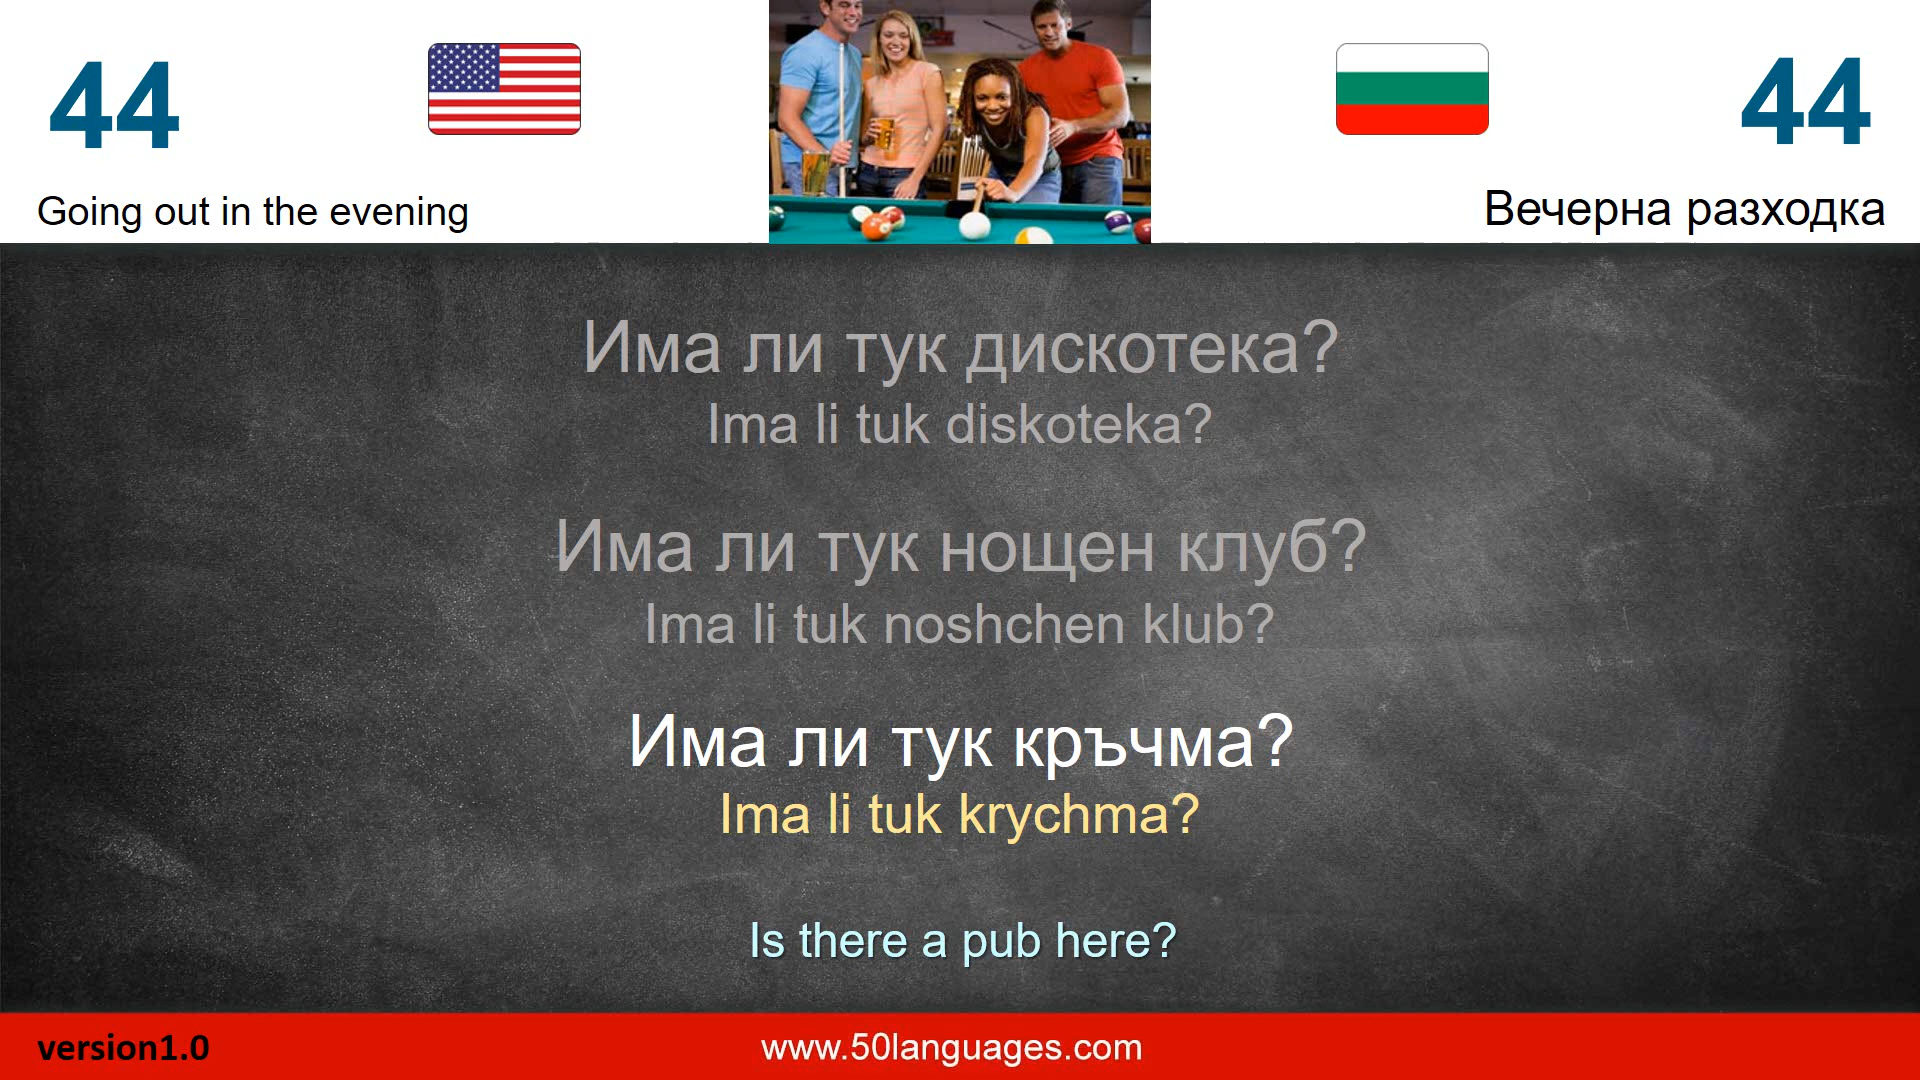 44
44
Going out in the evening
Вечерна разходка
Има ли тук дискотека?
Ima li tuk diskoteka?
Има ли тук нощен клуб?
Ima li tuk noshchen klub?
Има ли тук кръчма?
Ima li tuk krychma?
Is there a pub here?
version1.0
www.50languages.com